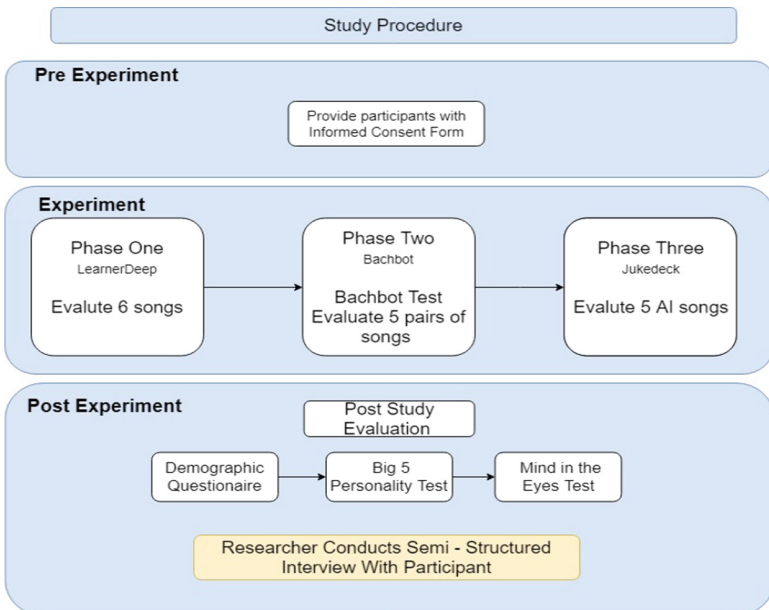 Study Procedure
Pre Experiment
Provide participants with
Informed Consent Form
Experiment
Phase One
LearnerDeep
Evalute 6 songs
Phase Two
Bachbot
Bachbot Test
Evaluate 5 pairs of
songs
Phase Three
Jukedeck
Evalute 5 AI songs
Post Experiment
Post Study
Evaluation
Demographic
Questionaire
Big 5
Personality Test
Mind in the
Eyes Test
Researcher Conducts Semi - Structured
Interview With Participant